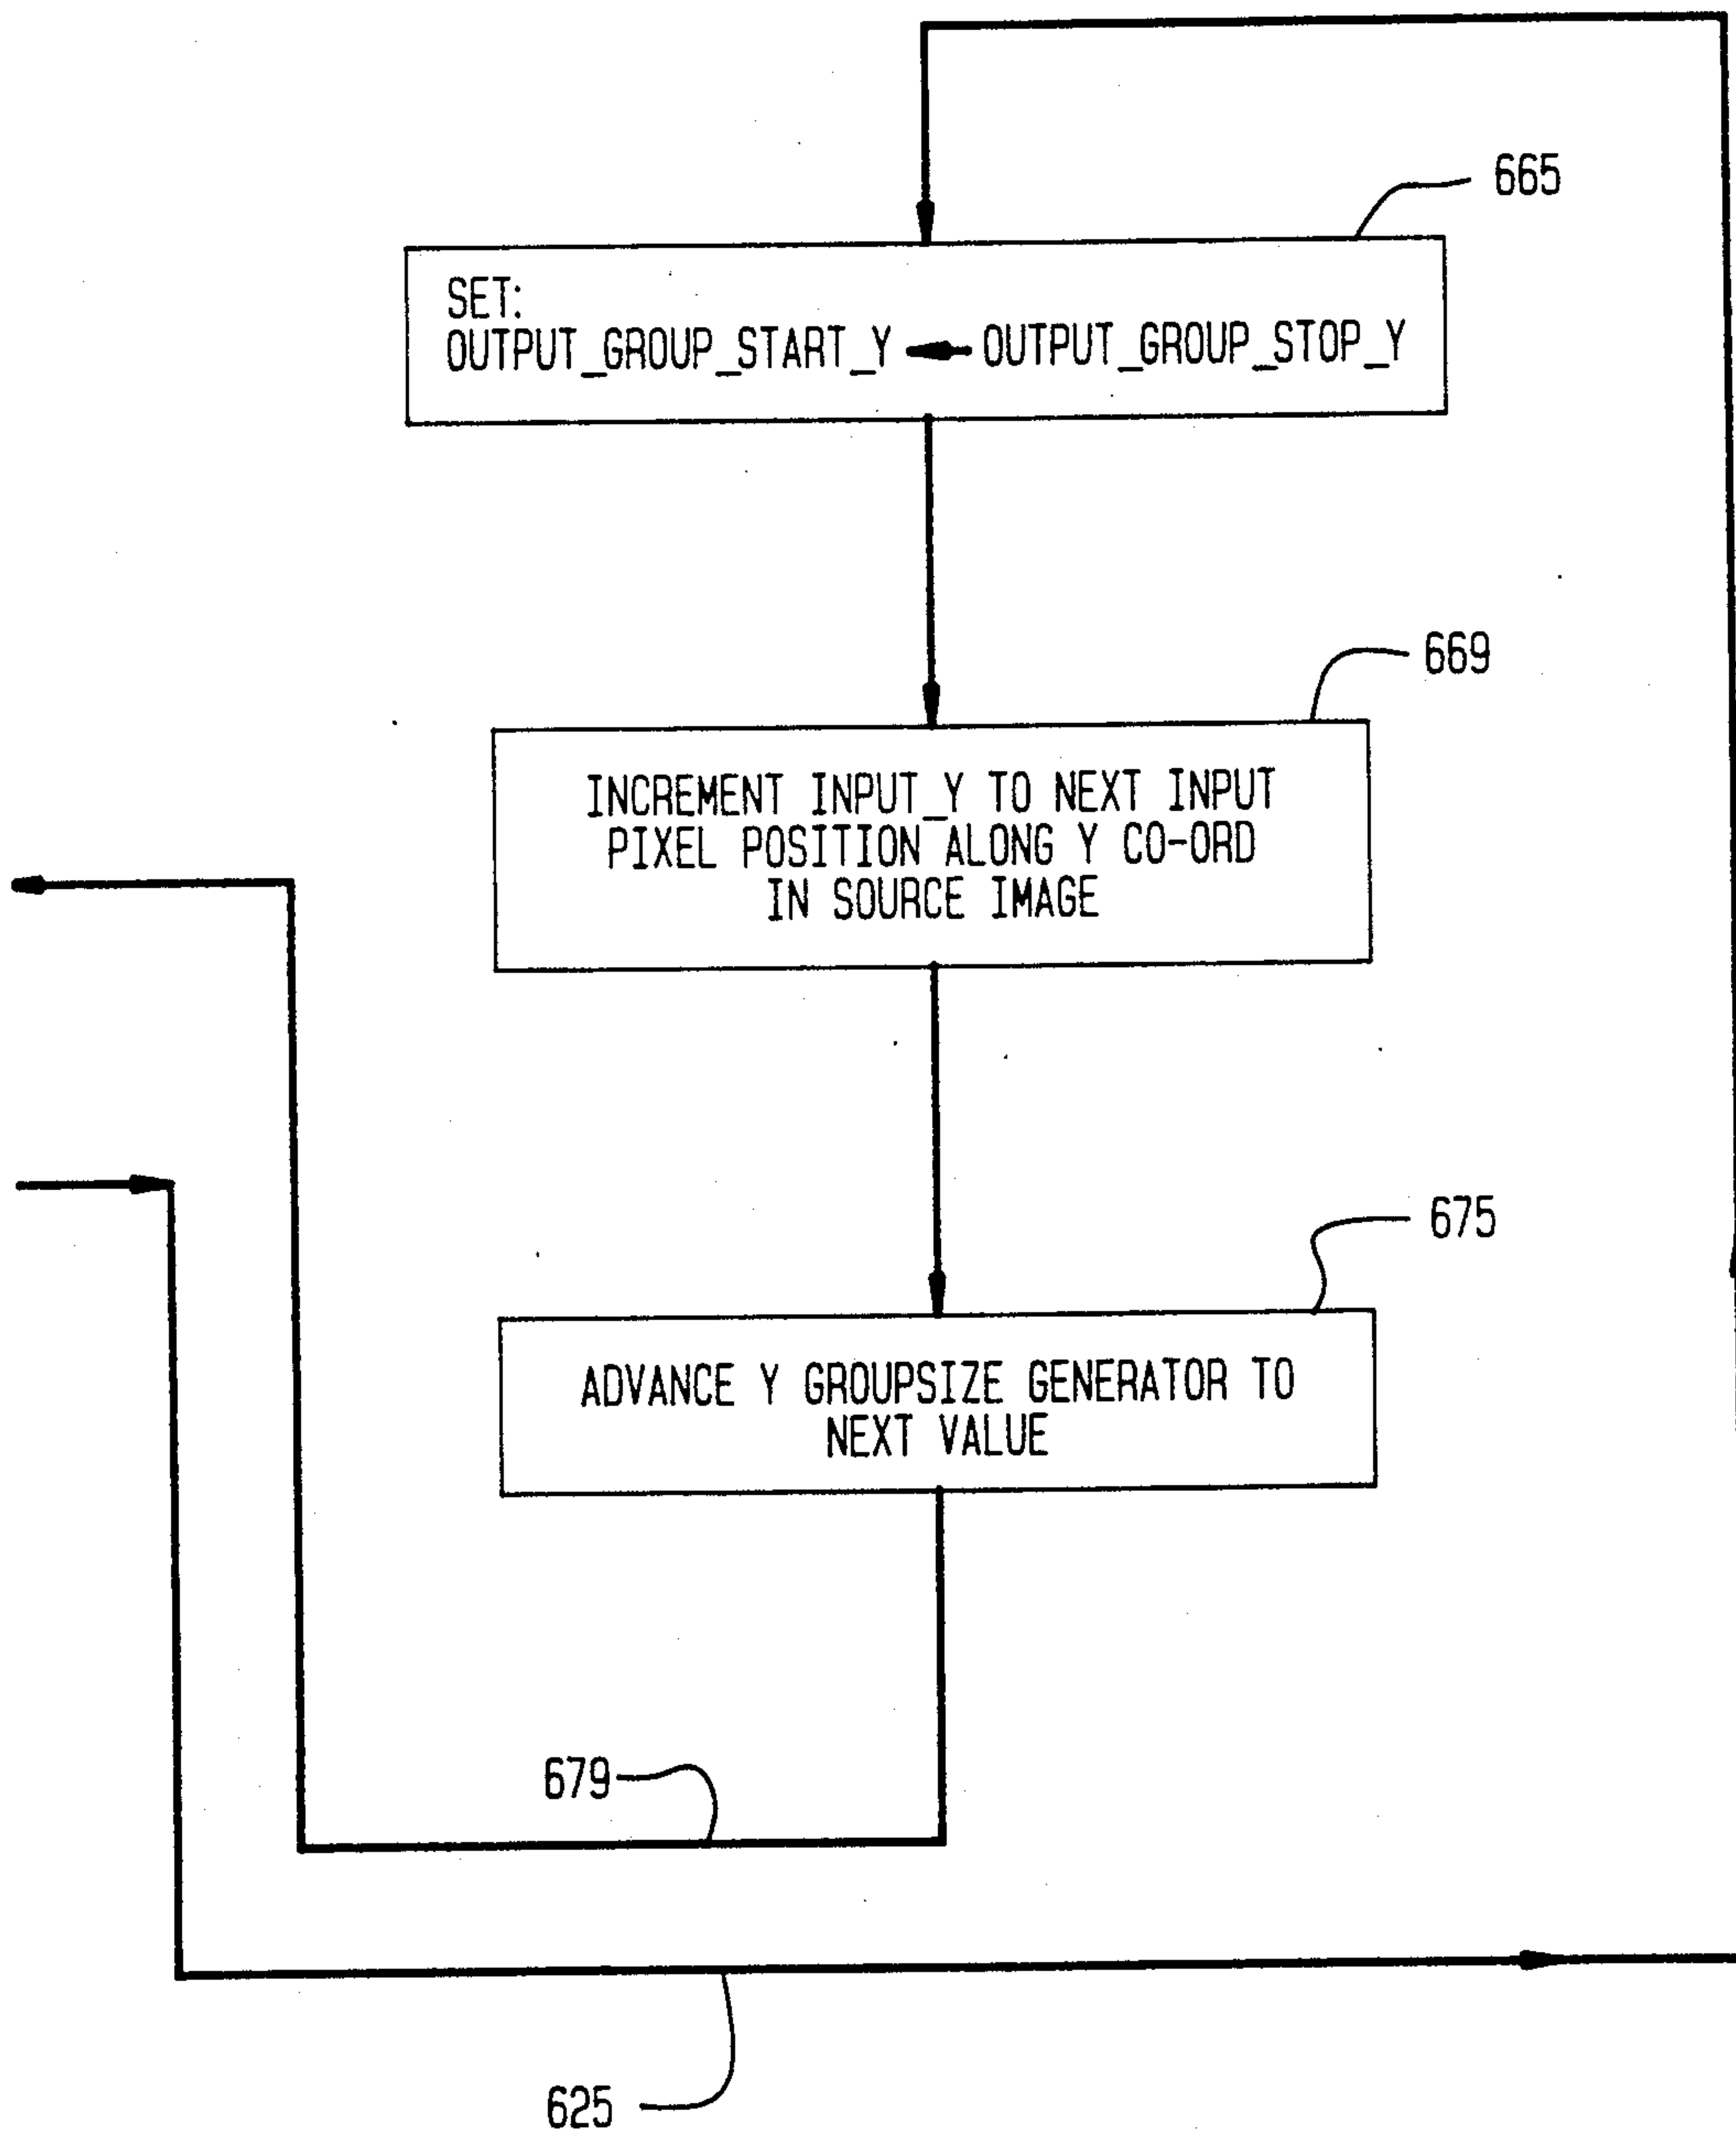 665
SET:
OUTPUT_GROUP_START_Y ← OUTPUT_GROUP_STOP_Y
669
INCREMENT INPUT_Y TO NEXT INPUT
PIXEL POSITION ALONG Y CO-ORD
IN SOURCE IMAGE
675
ADVANCE Y GROUPSIZE GENERATOR TO
NEXT VALUE
679
625